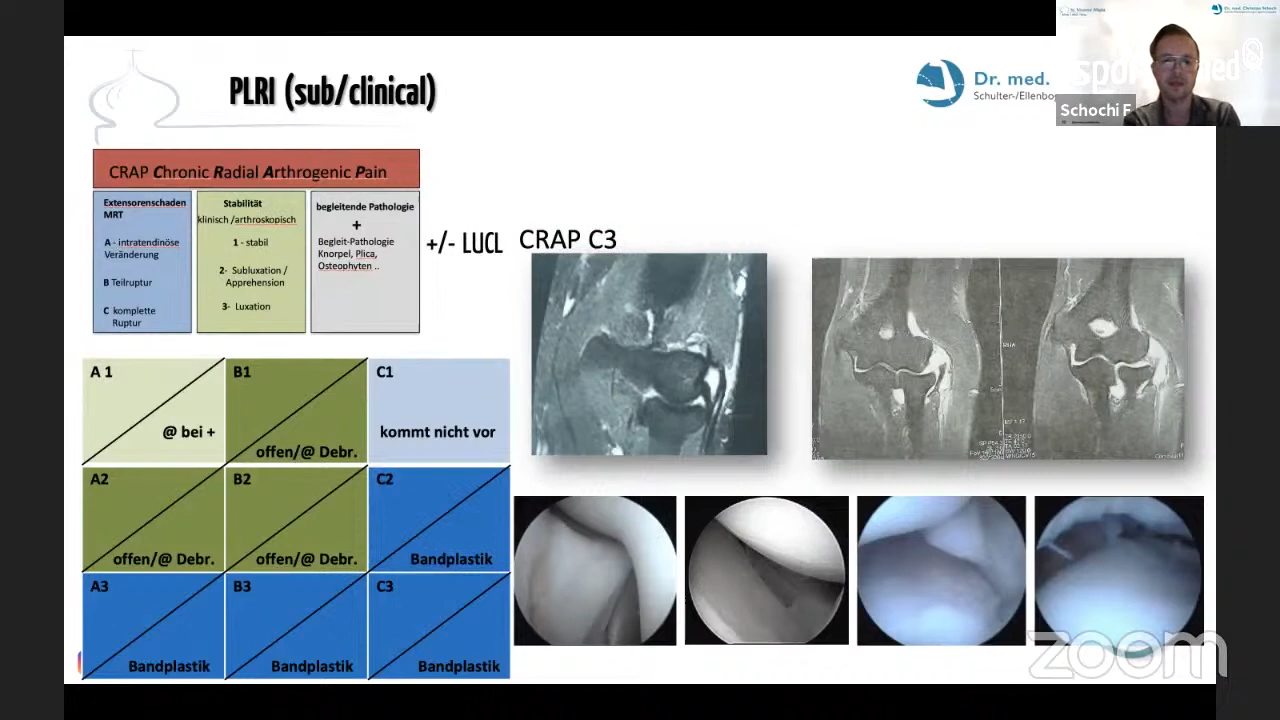 PLRI (sub/clinical)
Dr. med.
Schulter-/Ellenbo
Schochi F
CRAP Chronic Radial Arthrogenic Pain
Extensorenschaden
MRT
A - intratendinöse
Veränderung
B Teilruptur
C komplette
Ruptur
Stabilität
klinisch /arthroskopisch
1 - stabil
2- Subluxation /
Apprehension
3- Luxation
begleitende Pathologie
+
Begleit-Pathologie
Knorpel, Plica,
Osteophyten ..
+/- LUCL
CRAP C3
A 1
@ bei +
B1
offen/@ Debr.
C1
kommt nicht vor
A2
offen/@ Debr.
B2
offen/@ Debr.
C2
Bandplastik
A3
Bandplastik
B3
Bandplastik
C3
Bandplastik
zoom